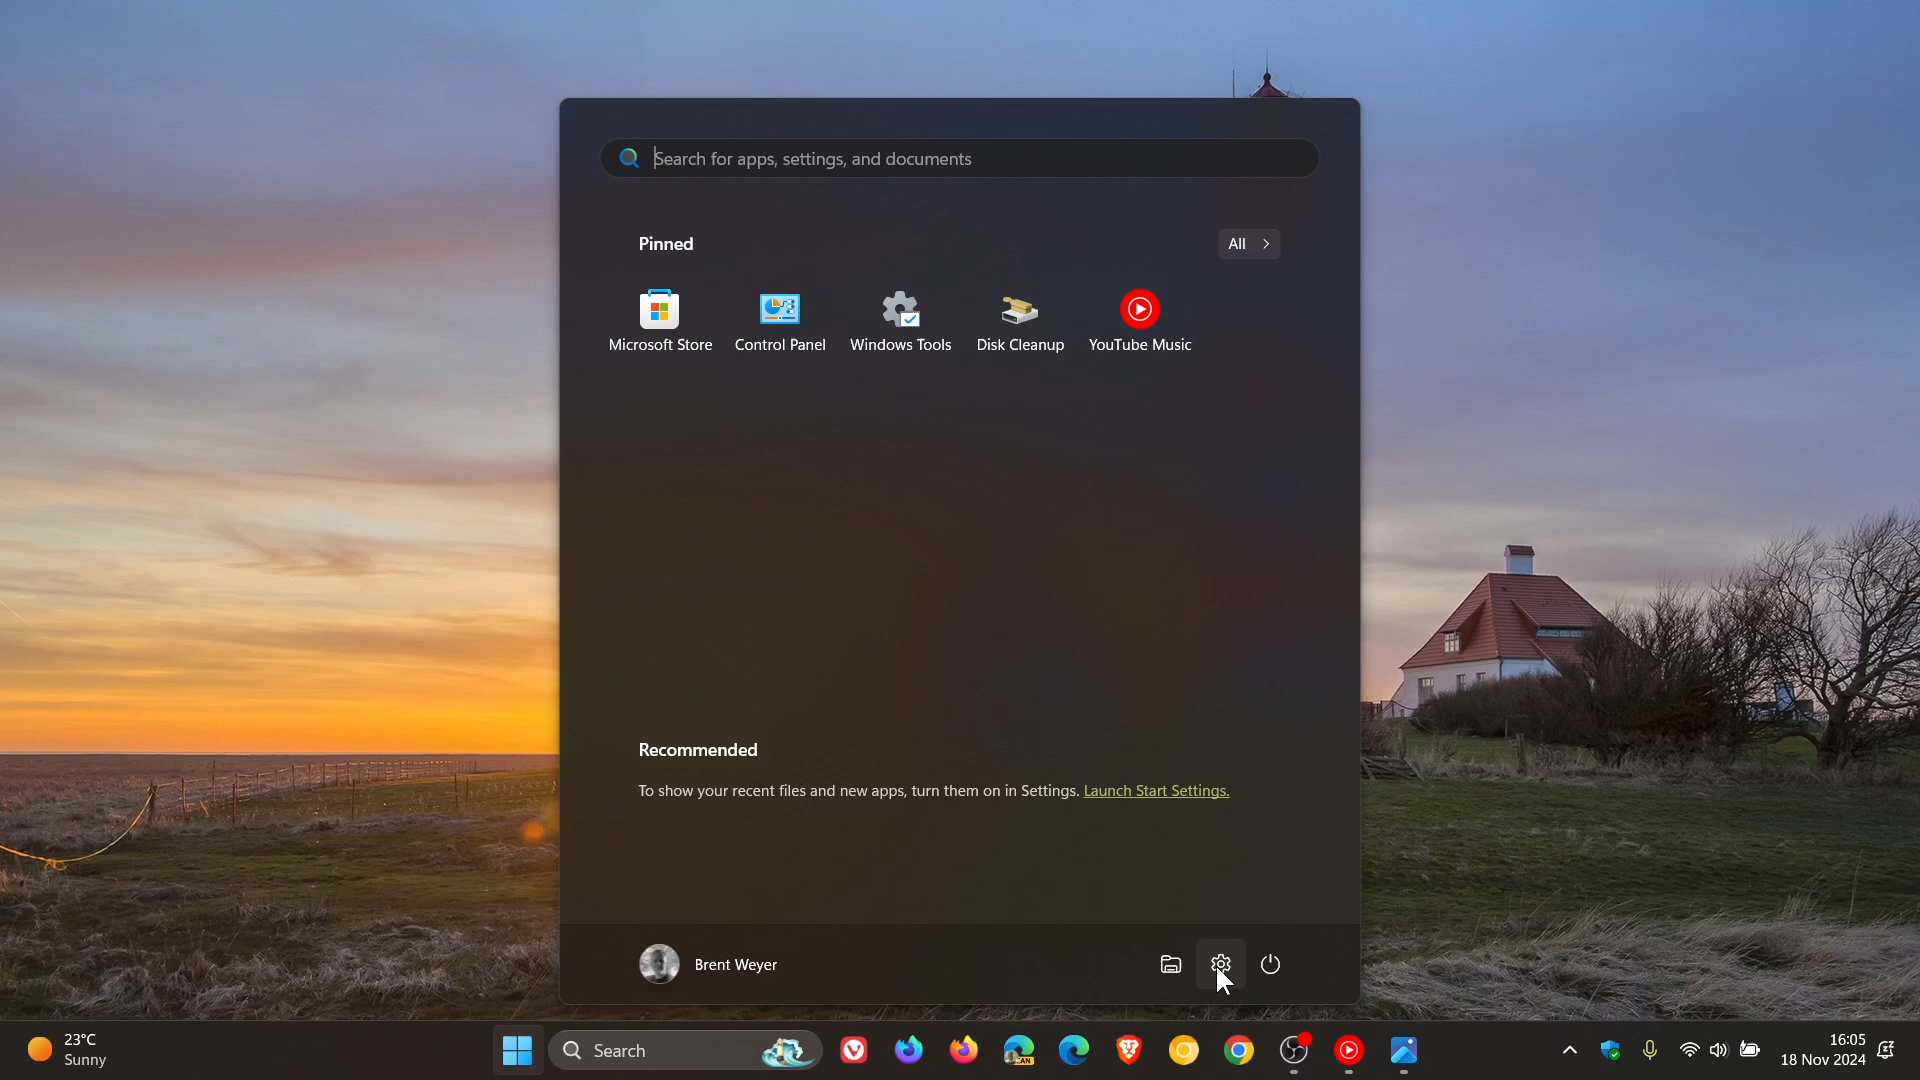 Search for apps, settings, and documents
Pinned
All
Microsoft Store
Control Panel
Windows Tools
Disk Cleanup
YouTube Music
Recommended
To show your recent files and new apps, turn them on in Settings. Launch Start Settings.
Brent Weyer
23°C
Sunny
Search
CAN
16:05
18 Nov 2024